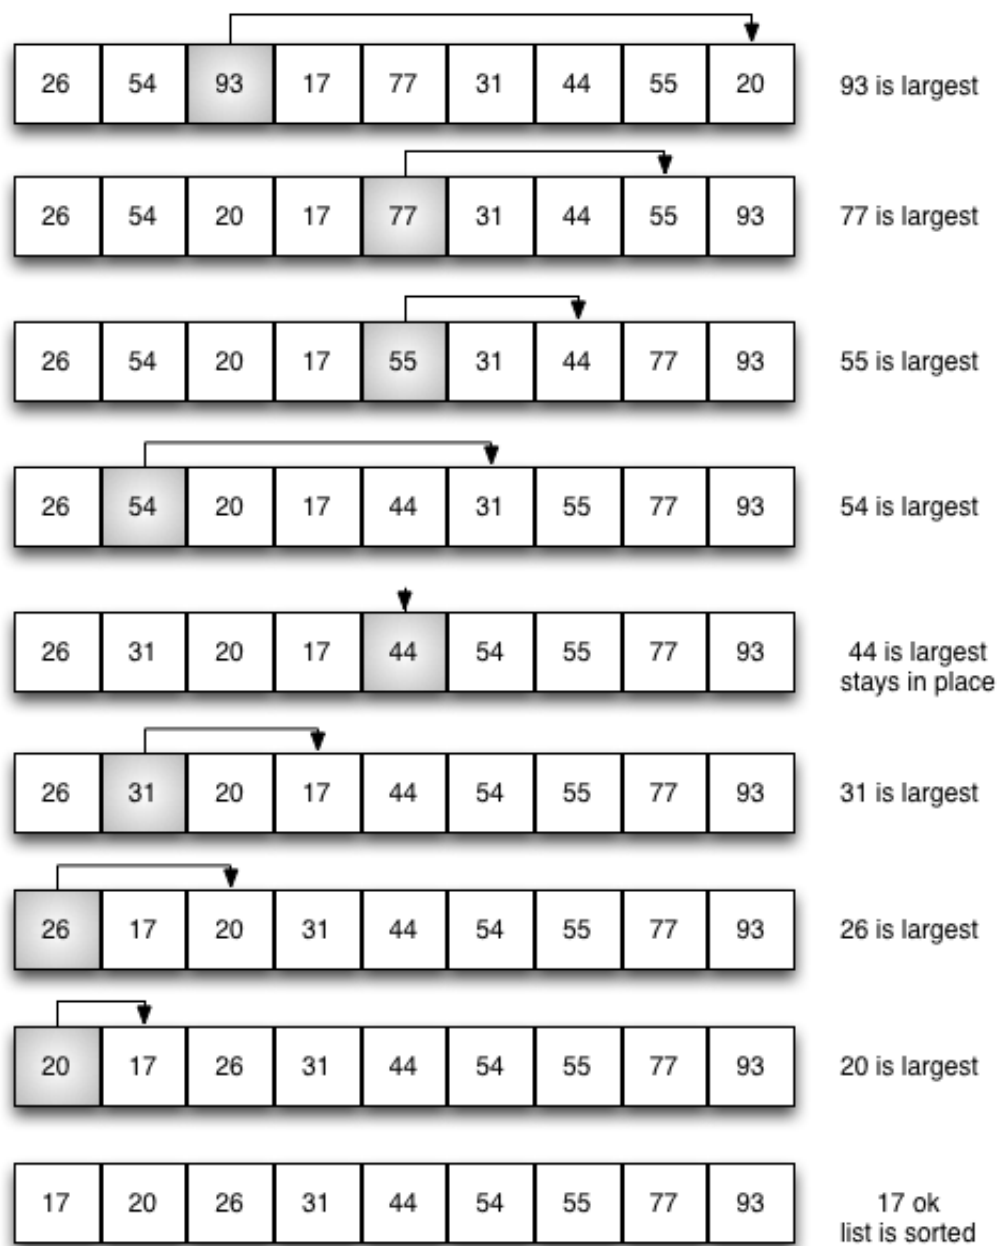 26 54 93 17 77 31 44 55 20 93 is largest
26 54 20 17 77 31 44 55 93 77 is largest
26 54 20 17 55 31 44 77 93 55 is largest
26 54 20 17 44 31 55 77 93 54 is largest
26 31 20 17 44 54 55 77 93 44 is largest
stays in place
26 31 20 17 44 54 55 77 93 31 is largest
26 17 20 31 44 54 55 77 93 26 is largest
20 17 26 31 44 54 55 77 93 20 is largest
17 20 26 31 44 54 55 77 93 17 ok
list is sorted